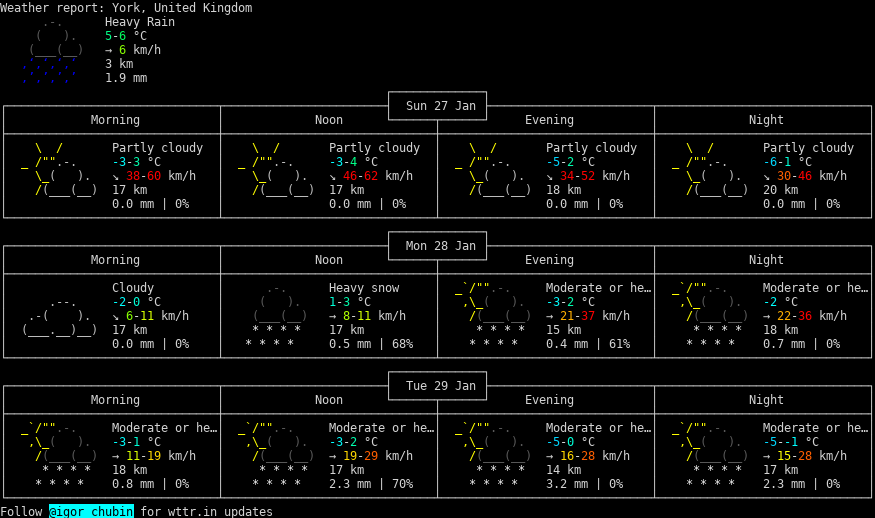 Weather report: York, United Kingdom
Heavy Rain
5-6 °C
→ 6 km/h
3 km
1.9 mm
Sun 27 Jan
Morning Noon Evening Night
Partly cloudy Partly cloudy Partly cloudy Partly cloudy
-3-3 °C -3-4 °C -5-2 °C -6-1 °C
↘ 38-60 km/h ↘ 46-62 km/h ↘ 34-52 km/h ↘ 30-46 km/h
17 km 17 km 18 km 20 km
0.0 mm | 0% 0.0 mm | 0% 0.0 mm | 0% 0.0 mm | 0%
Mon 28 Jan
Morning Noon Evening Night
Cloudy Heavy snow Moderate or he… Moderate or he…
-2-0 °C 1-3 °C -3-2 °C -2 °C
↘ 6-11 km/h → 8-11 km/h → 21-37 km/h → 22-36 km/h
17 km 17 km 15 km 18 km
0.0 mm | 0% 0.5 mm | 68% 0.4 mm | 61% 0.7 mm | 0%
Tue 29 Jan
Morning Noon Evening Night
Moderate or he… Moderate or he… Moderate or he… Moderate or he…
-3-1 °C -3-2 °C -5-0 °C -5--1 °C
→ 11-19 km/h → 19-29 km/h → 16-28 km/h → 15-28 km/h
18 km 17 km 14 km 17 km
0.8 mm | 0% 2.3 mm | 70% 3.2 mm | 0% 2.3 mm | 0%
Follow @igor_chubin for wttr.in updates